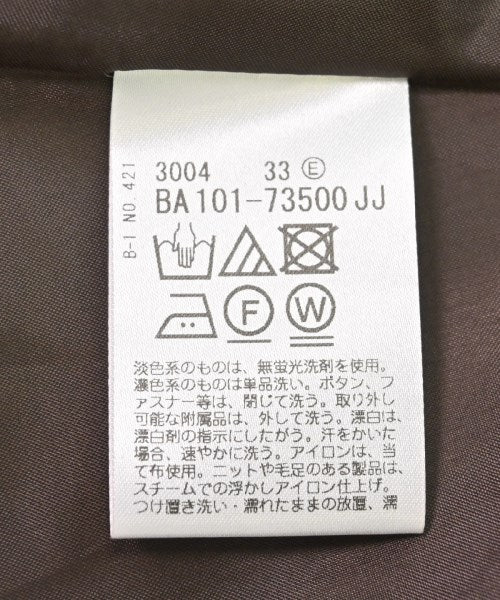 B-1 NO.421
3004 33 Ⓔ
BA101-73500JJ
F W
淡色系のものは、無蛍光洗剤を使用。
濃色系のものは単品洗い。ボタン、フ
ァスナー等は、閉じて洗う。取り外し
可能な附属品は、外して洗う。漂白は、
漂白剤の指示にしたがう。汗をかいた
場合、速やかに洗う。アイロンは、当
て布使用。ニットや毛足のある製品は、
スチームでの浮かしアイロン仕上げ。
つけ置き洗い・濡れたままの放置、濡